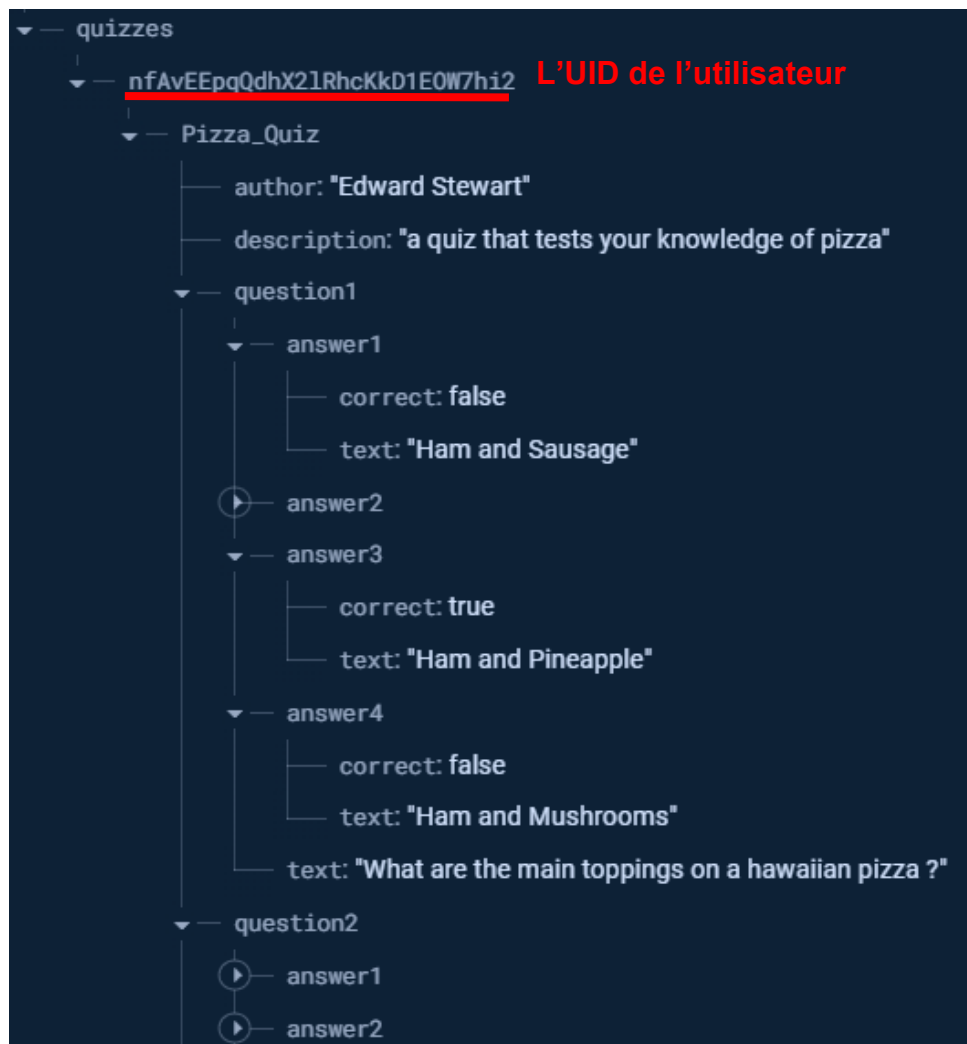 quizzes
nfAvEEpqQdhX2lRhcKkD1EOW7hi2 L’UID de l’utilisateur
Pizza_Quiz
author: "Edward Stewart"
description: "a quiz that tests your knowledge of pizza"
question1
answer1
correct: false
text: "Ham and Sausage"
answer2
answer3
correct: true
text: "Ham and Pineapple"
answer4
correct: false
text: "Ham and Mushrooms"
text: "What are the main toppings on a hawaiian pizza ?"
question2
answer1
answer2